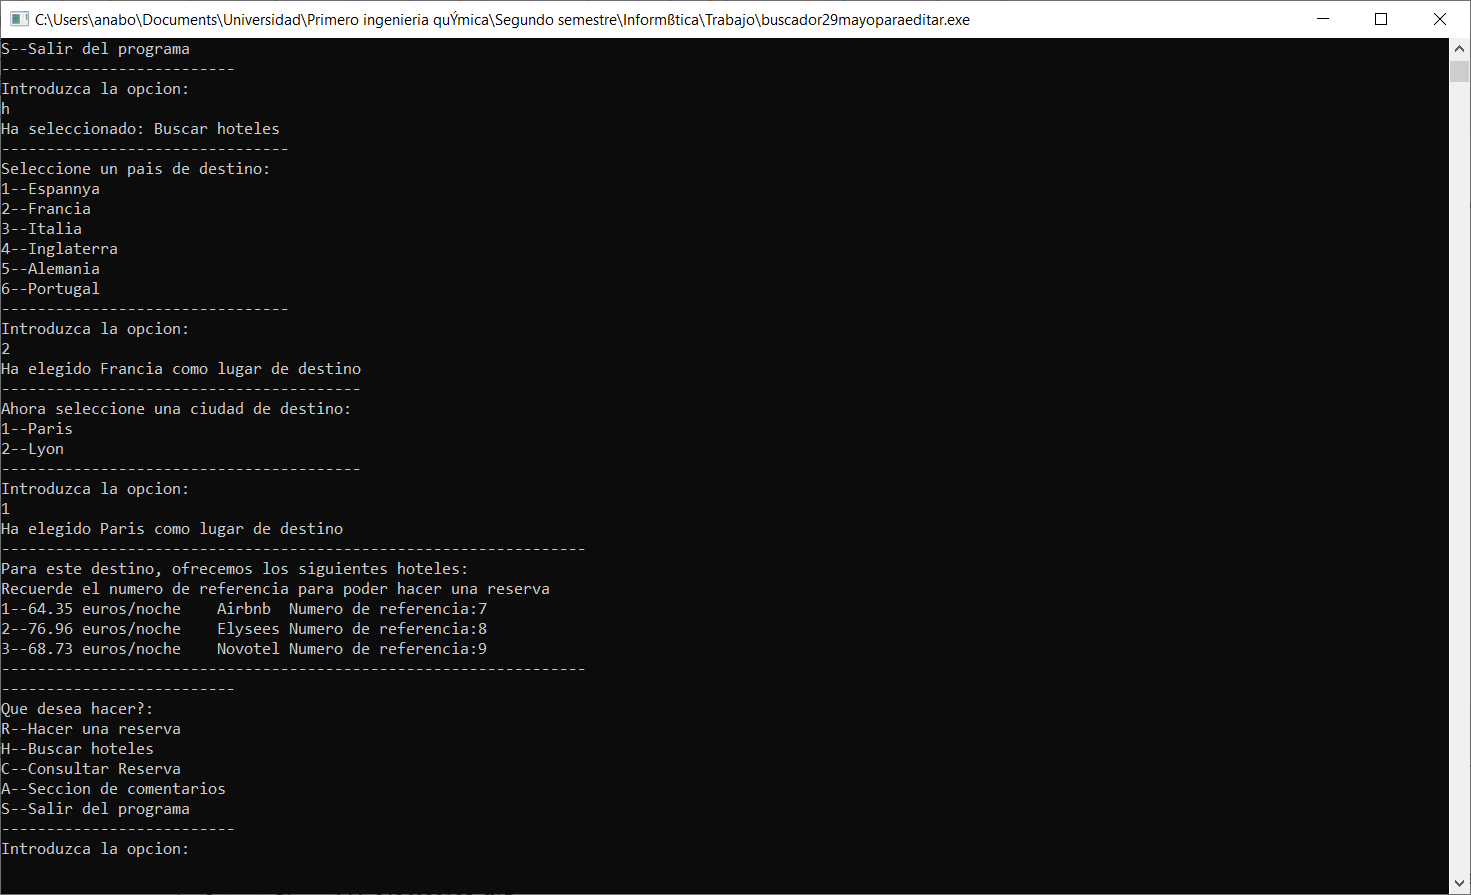 C:\Users\anabo\Documents\Universidad\Primero ingenieria quÝmica\Segundo semestre\Informßtica\Trabajo\buscador29mayoparaeditar.exe
S--Salir del programa
--------------------------
Introduzca la opcion:
h
Ha seleccionado: Buscar hoteles
--------------------------------
Seleccione un pais de destino:
1--Espannya
2--Francia
3--Italia
4--Inglaterra
5--Alemania
6--Portugal
--------------------------------
Introduzca la opcion:
2
Ha elegido Francia como lugar de destino
----------------------------------------
Ahora seleccione una ciudad de destino:
1--Paris
2--Lyon
----------------------------------------
Introduzca la opcion:
1
Ha elegido Paris como lugar de destino
-----------------------------------------------------------------
Para este destino, ofrecemos los siguientes hoteles:
Recuerde el numero de referencia para poder hacer una reserva
1--64.35 euros/noche    Airbnb  Numero de referencia:7
2--76.96 euros/noche    Elysees Numero de referencia:8
3--68.73 euros/noche    Novotel Numero de referencia:9
-----------------------------------------------------------------
--------------------------
Que desea hacer?:
R--Hacer una reserva
H--Buscar hoteles
C--Consultar Reserva
A--Seccion de comentarios
S--Salir del programa
--------------------------
Introduzca la opcion: